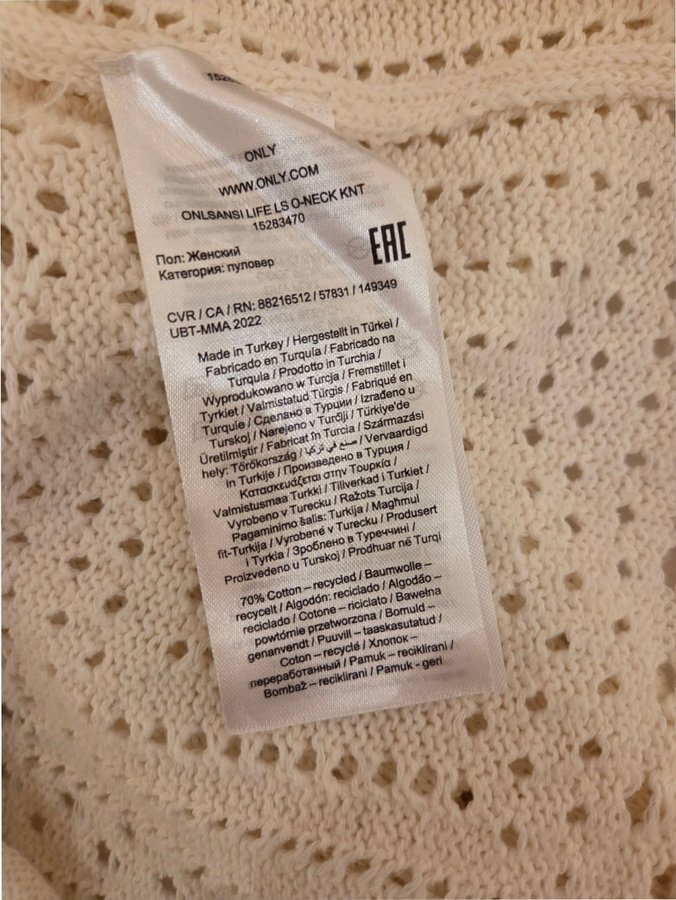 ONLY
WWW.ONLY.COM
ONLSANSI LIFE LS O-NECK KNT
15283470
EAC
Пол: Женский
Категория: пуловер
CVR / CA / RN: 88216512 / 57831 / 149349
UBT-MMA 2022
Made in Turkey / Hergestellt in Türkei /
Fabricado en Turquía / Fabricado na
Turquia / Prodotto in Turchia /
Wyprodukowano w Turcja / Fremstillet i
Tyrkiet / Valmistatud Türgis / Fabriqué en
Turquie / Сделано в Турции / Izrađeno u
Turskoj / Narejeno v Turčiji / Türkiye'de
Üretilmiştir / Fabricat în Turcia / Származási
hely: Törökország / صنع في تركيا / Vervaardigd
in Turkije / Произведено в Турция /
Κατασκευάζεται στην Τουρκία /
Valmistusmaa Turkki / Tillverkad i Turkiet /
Vyrobeno v Turecku / Ražots Turcija /
Pagaminimo šalis: Turkija / Magħmul
fit-Turkija / Vyrobené v Turecku / Produsert
i Tyrkia / Зроблено в Туреччині /
Proizvedeno u Turskoj / Prodhuar në Turqi
70% Cotton – recycled / Baumwolle –
recycelt / Algodón: reciclado / Algodão –
reciclado / Cotone – riciclato / Bawełna
powtórnie przetworzona / Bomuld –
genanvendt / Puuvill – taaskasutatud /
Coton – recyclé / Хлопок –
переработанный / Pamuk – reciklirani /
Bombaž – reciklirani / Pamuk - geri